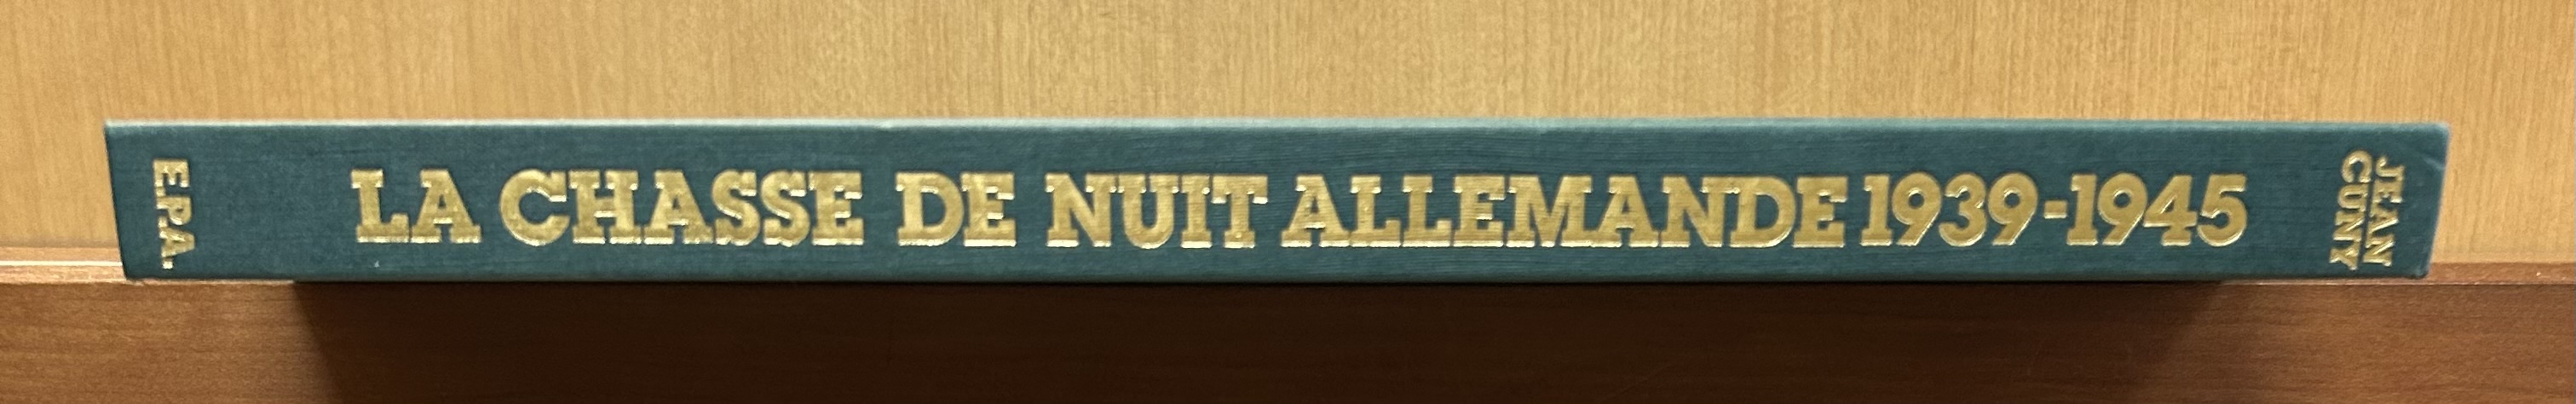 E.P.A.
LA CHASSE DE NUIT ALLEMANDE 1939-1945
JEAN
CUNY